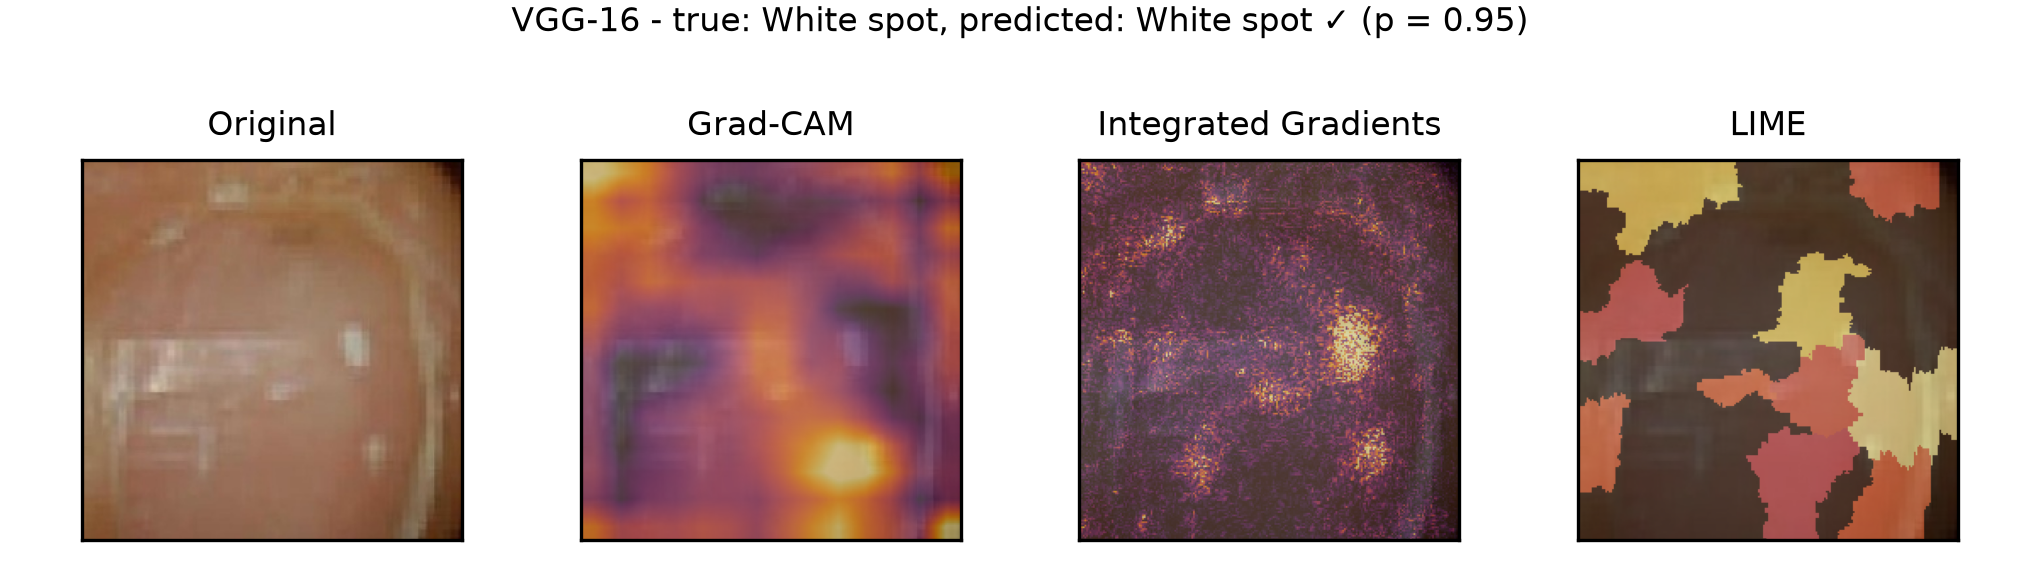 VGG-16 - true: White spot, predicted: White spot ✓ (p = 0.95)
Original
Grad-CAM
Integrated Gradients
LIME